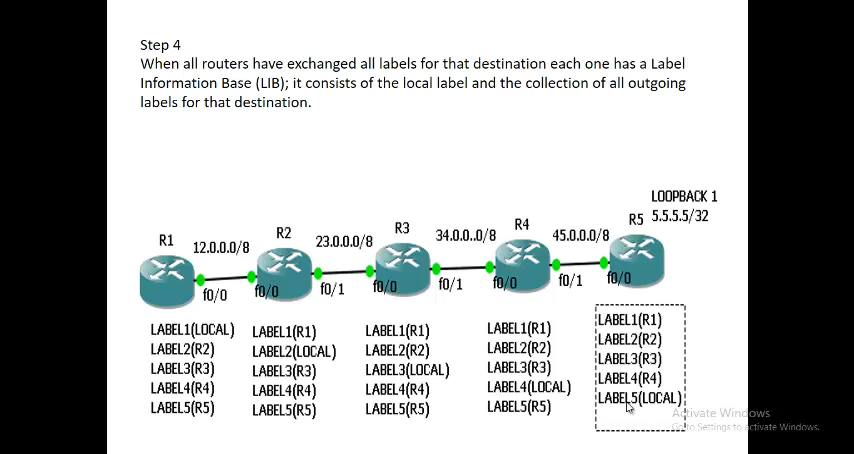 Step 4
When all routers have exchanged all labels for that destination each one has a Label
Information Base (LIB); it consists of the local label and the collection of all outgoing
labels for that destination.
LOOPBACK 1
R5 5.5.5.5/32
R1 12.0.0.0/8 R2 23.0.0.0/8 R3 34.0.0..0/8 R4 45.0.0.0/8
f0/0 f0/0 f0/1 f0/0 f0/1 f0/0 f0/1 f0/0
LABEL1(LOCAL)
LABEL2(R2)
LABEL3(R3)
LABEL4(R4)
LABEL5(R5)
LABEL1(R1)
LABEL2(LOCAL)
LABEL3(R3)
LABEL4(R4)
LABEL5(R5)
LABEL1(R1)
LABEL2(R2)
LABEL3(LOCAL)
LABEL4(R4)
LABEL5(R5)
LABEL1(R1)
LABEL2(R2)
LABEL3(R3)
LABEL4(LOCAL)
LABEL5(R5)
LABEL1(R1)
LABEL2(R2)
LABEL3(R3)
LABEL4(R4)
LABEL5(LOCAL)
Activate Windows
Go to Settings to activate Windows.